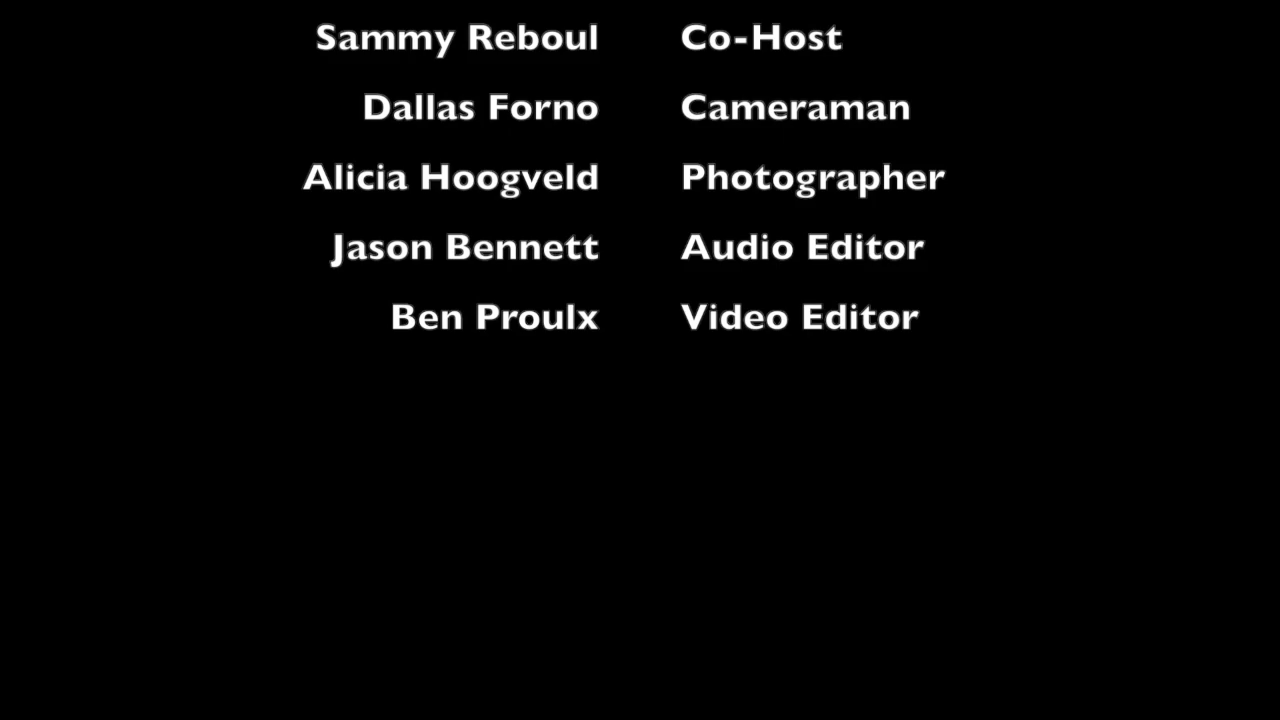 Sammy Reboul Co-Host
Dallas Forno Cameraman
Alicia Hoogveld Photographer
Jason Bennett Audio Editor
Ben Proulx Video Editor